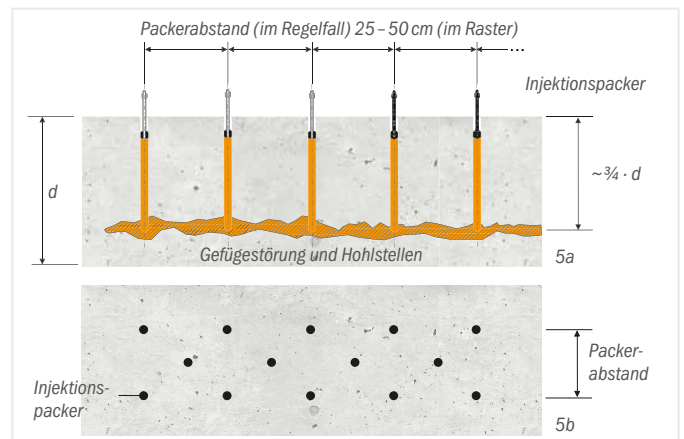 Packerabstand (im Regelfall) 25 – 50 cm (im Raster)
...
Injektionspacker
d
~¾ · d
Gefügestörung und Hohlstellen
5a
Injektions-
packer
Packer-
abstand
5b